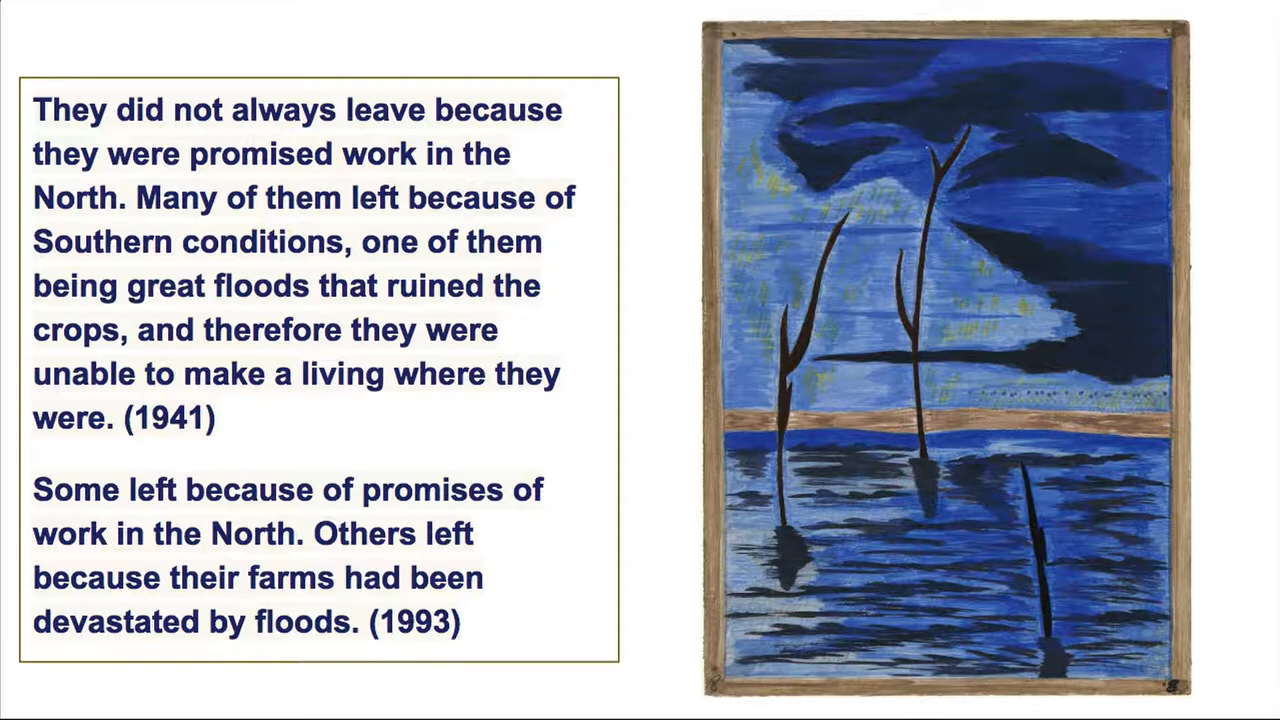 They did not always leave because
they were promised work in the
North. Many of them left because of
Southern conditions, one of them
being great floods that ruined the
crops, and therefore they were
unable to make a living where they
were. (1941)
Some left because of promises of
work in the North. Others left
because their farms had been
devastated by floods. (1993)